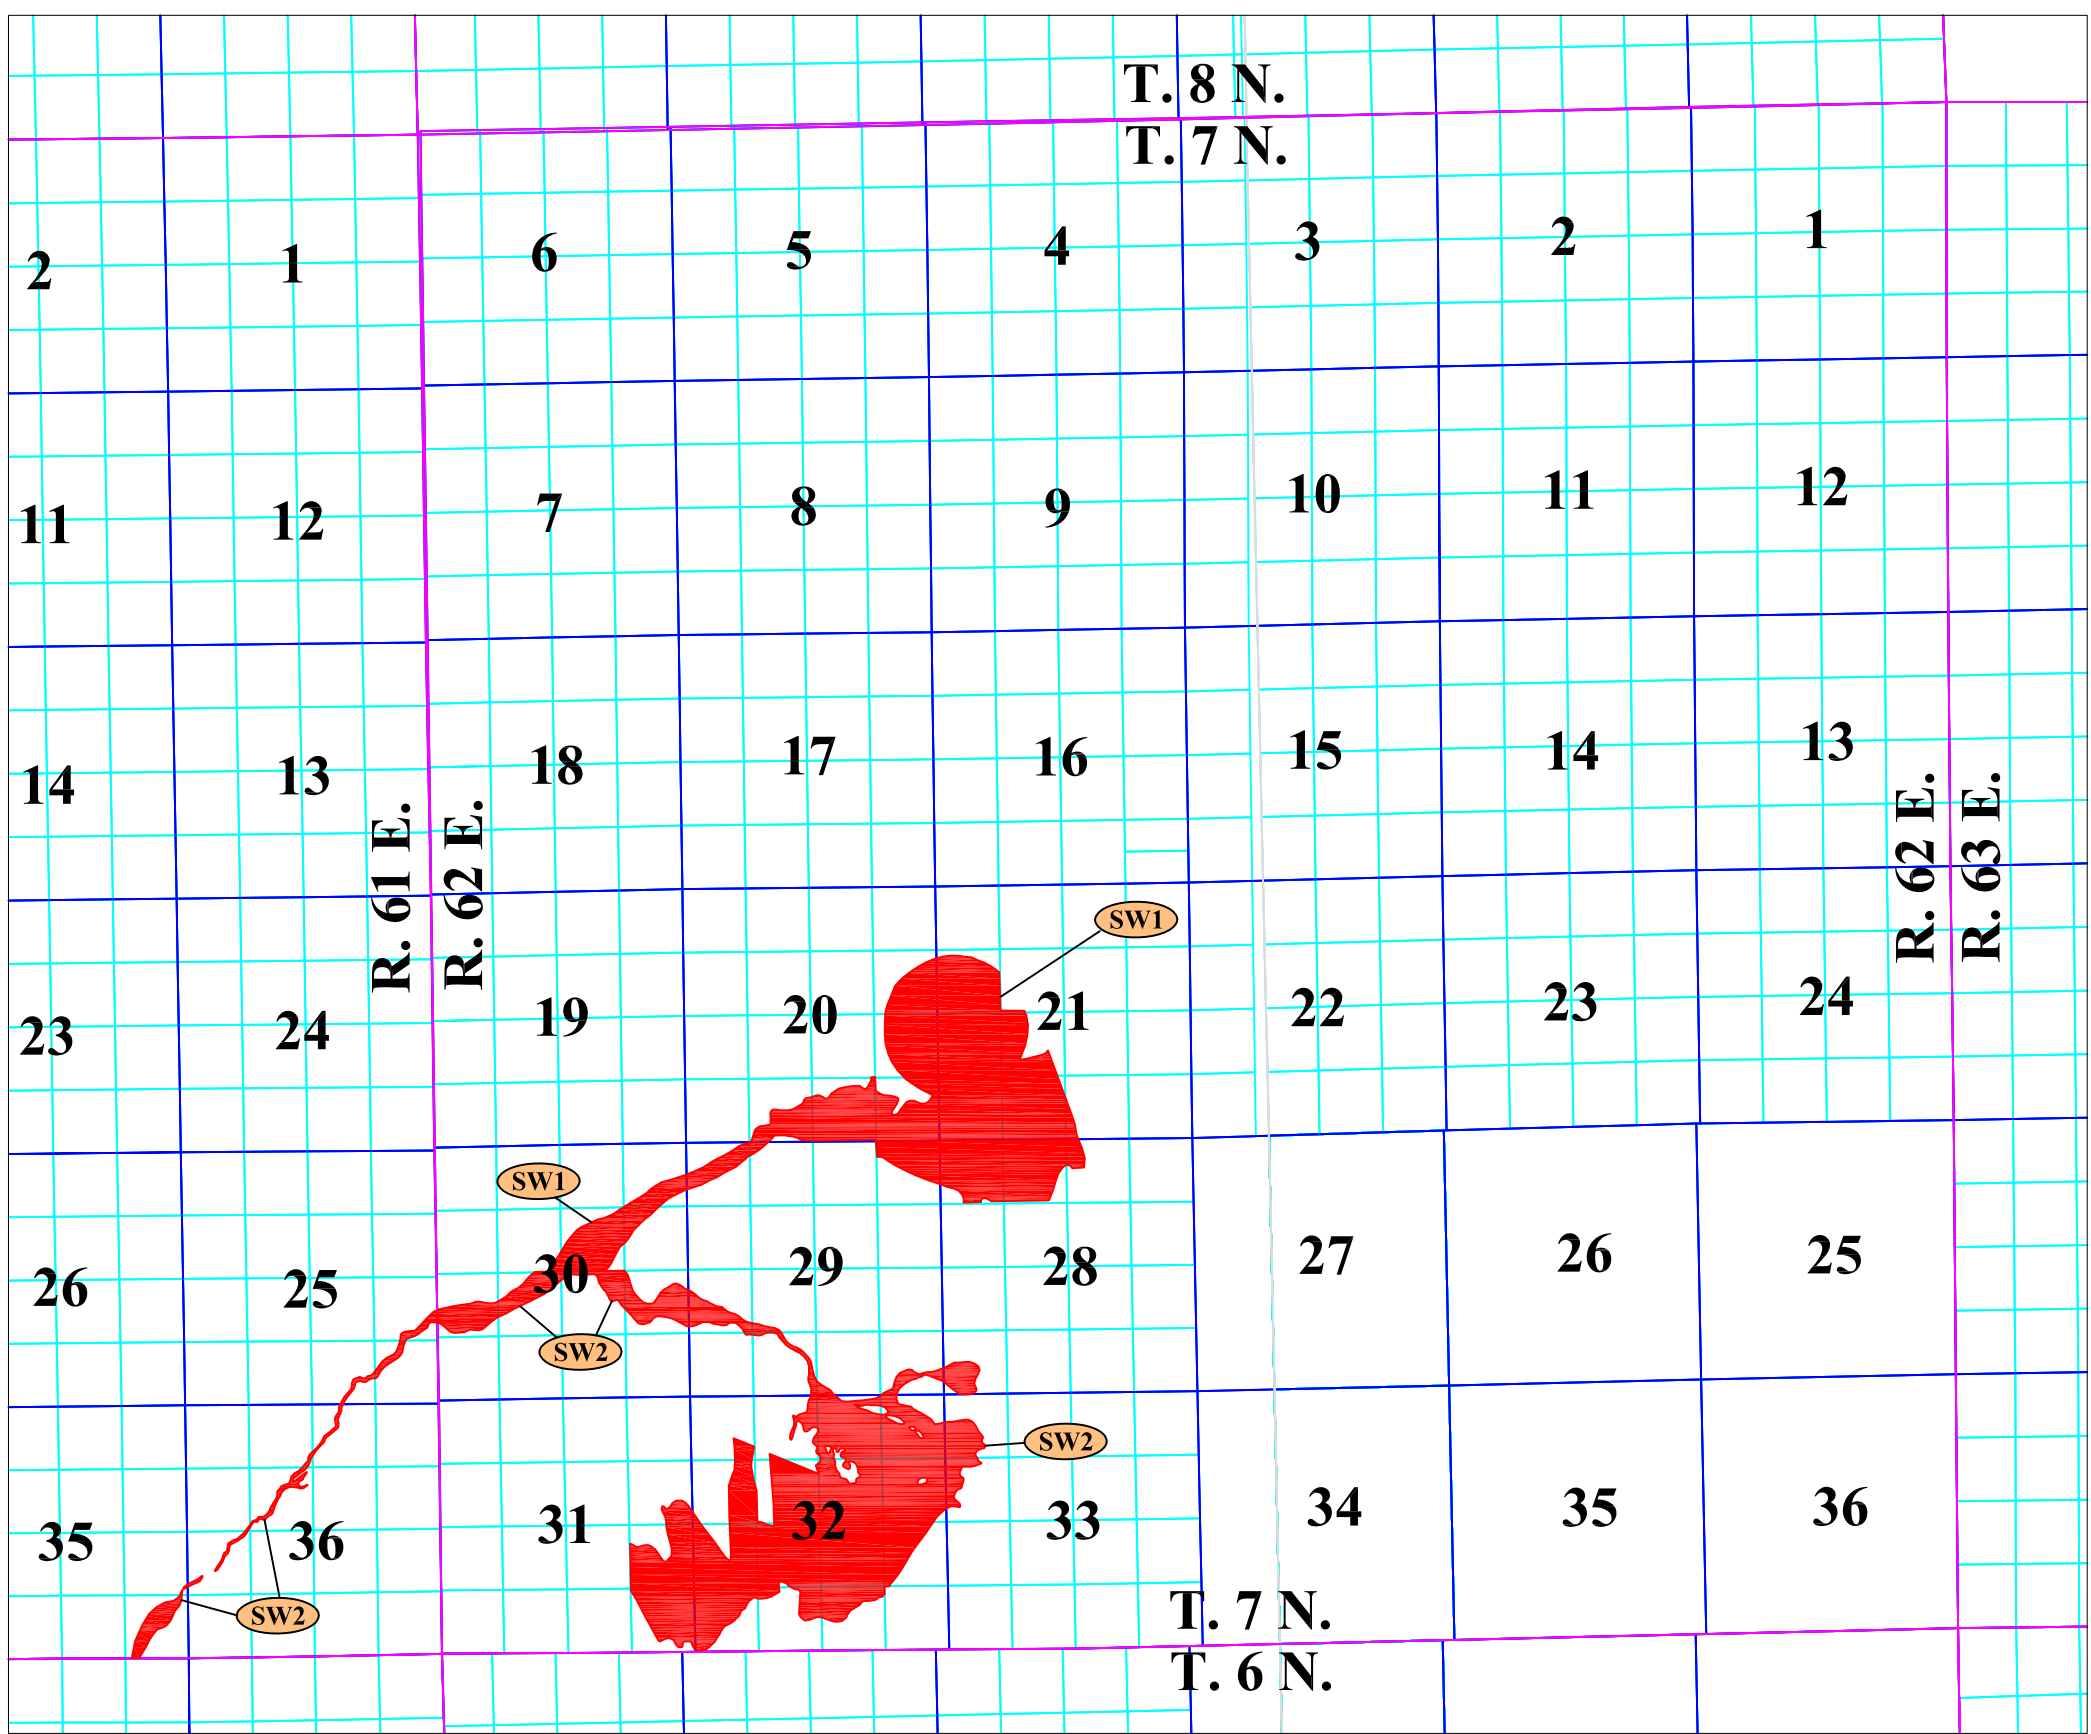 T. 8 N.
T. 7 N.
2 1 6 5 4 3 2 1
11 12 7 8 9 10 11 12
14 13 18 17 16 15 14 13
R. 61 E.
R. 62 E.
R. 62 E.
R. 63 E.
SW1
23 24 19 20 21 22 23 24
SW1
26 25 30 29 28 27 26 25
SW2
SW2
35 36 31 32 33 34 35 36
SW2
T. 7 N.
T. 6 N.